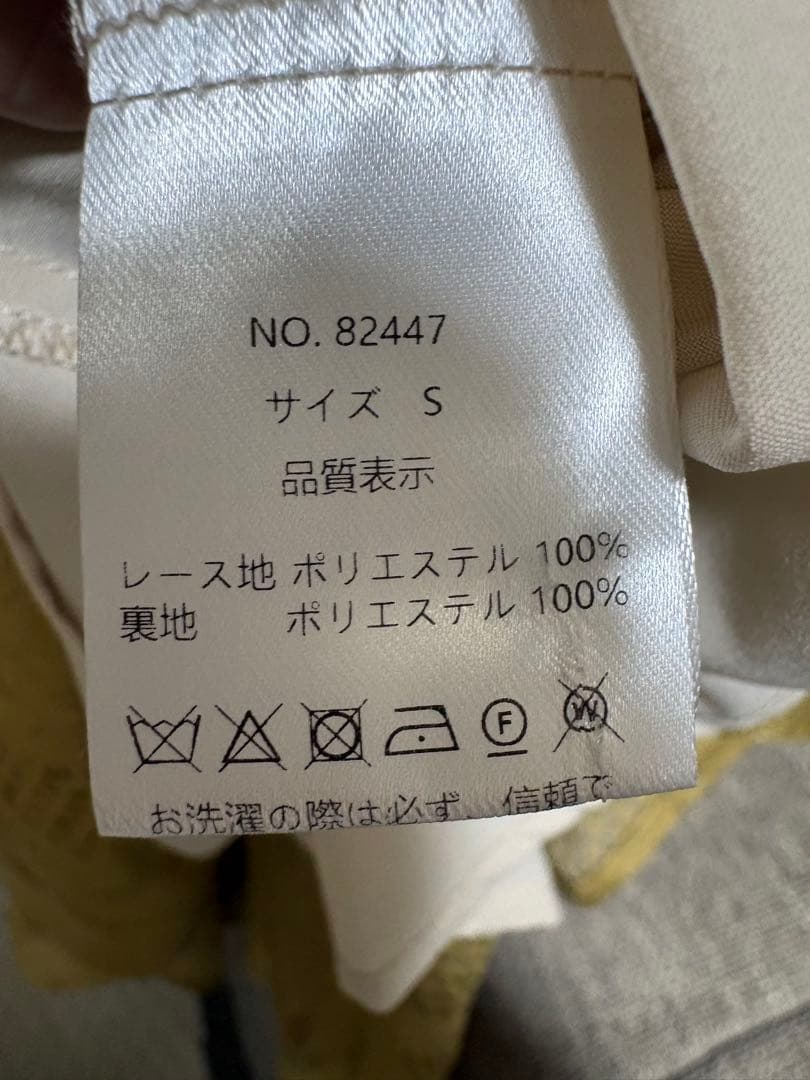 NO. 82447
サイズ S
品質表示
レース地 ポリエステル 100%
裏地 ポリエステル 100%
F W
お洗濯の際は必ず、信頼で